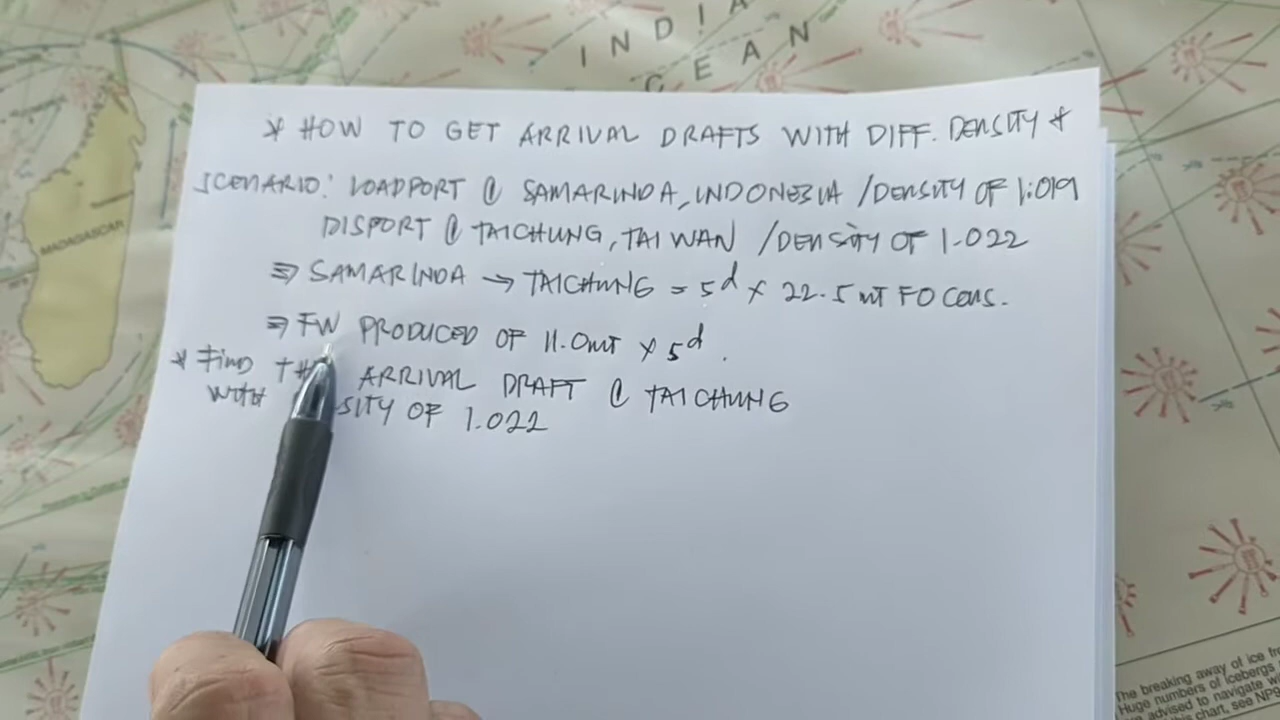 INDIA
OCEAN
MADAGASCAR
* HOW TO GET ARRIVAL DRAFTS WITH DIFF. DENSITY *
SCENARIO: LOADPORT @ SAMARINDA, INDONESIA / DENSITY OF 1.019
DISPORT @ TAICHUNG, TAIWAN / DENSITY OF 1.022
⇒ SAMARINDA → TAICHUNG = 5d x 22.5 mt FO CONS.
⇒ FW PRODUCED OF 11.0mt x 5d.
* FIND ARRIVAL DRAFT @ TAICHUNG
WITH SITY OF 1.022
The breaking away of ice
Huge numbers of icebergs
advised to navigate
chart, see NP9